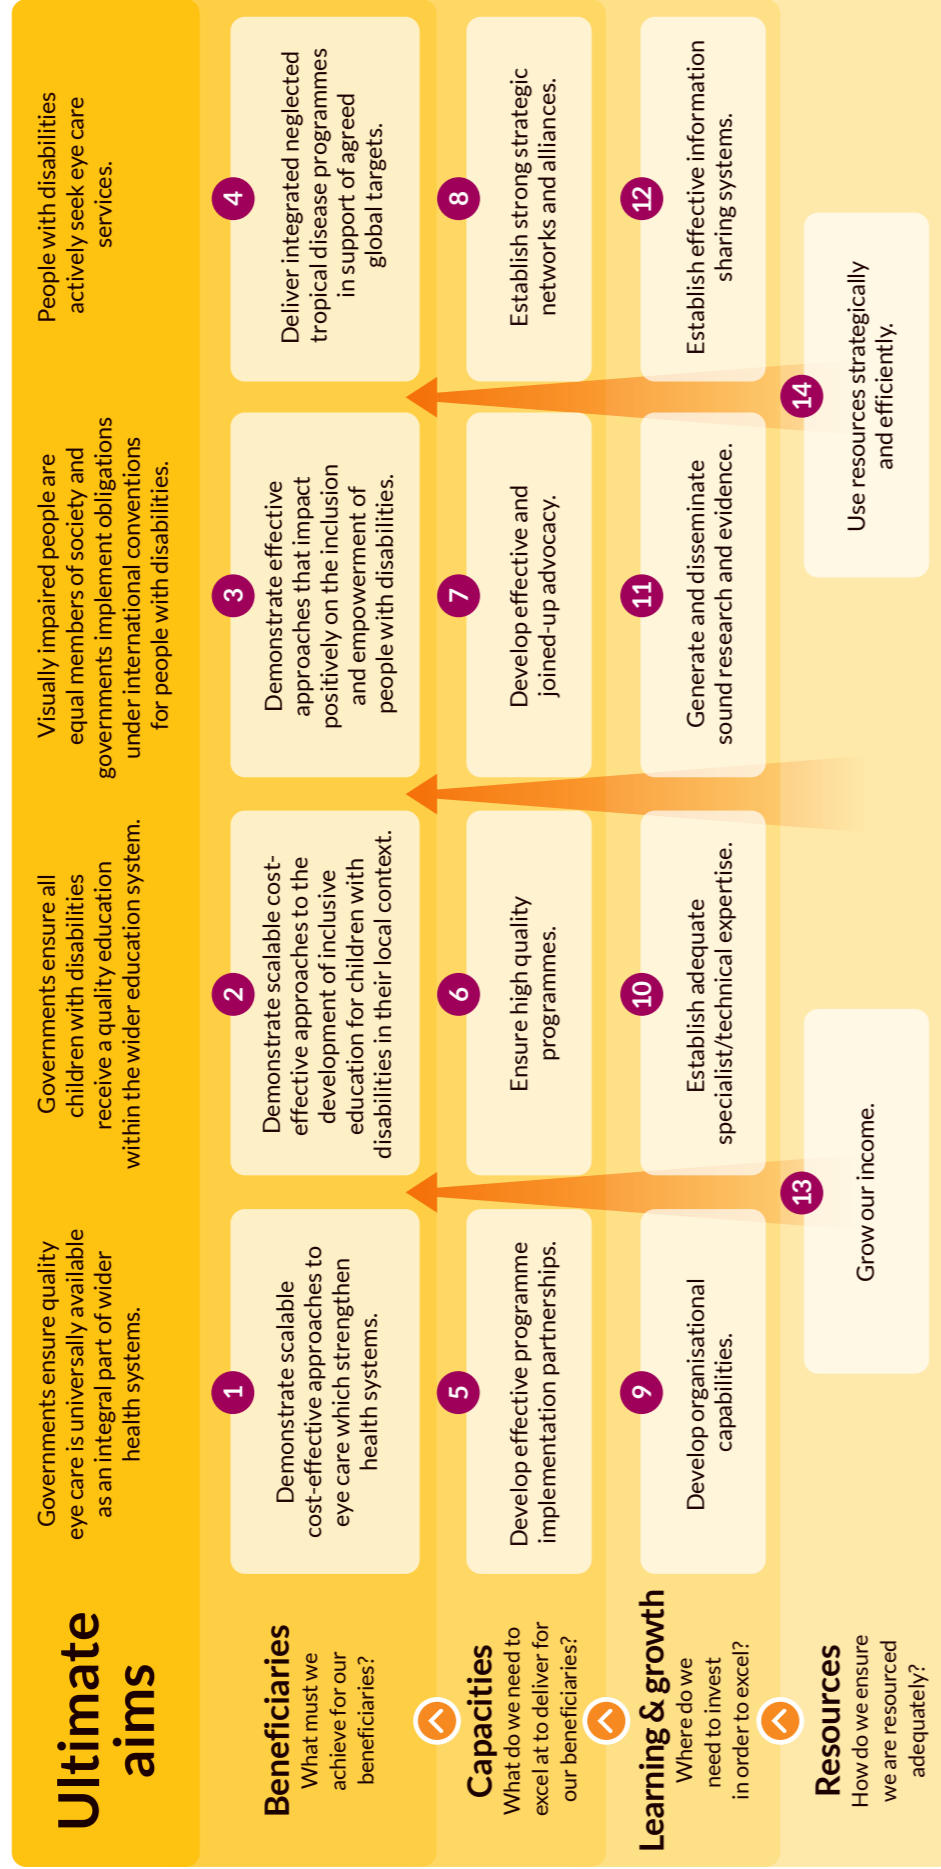 Ultimate
aims
Governments ensure quality
eye care is universally available
as an integral part of wider
health systems.
Governments ensure all
children with disabilities
receive a quality education
within the wider education system.
Visually impaired people are
equal members of society and
governments implement obligations
under international conventions
for people with disabilities.
People with disabilities
actively seek eye care
services.
Beneficiaries
What must we
achieve for our
beneficiaries?
1
Demonstrate scalable
cost-effective approaches to
eye care which strengthen
health systems.
2
Demonstrate scalable cost-
effective approaches to the
development of inclusive
education for children with
disabilities in their local context.
3
Demonstrate effective
approaches that impact
positively on the inclusion
and empowerment of
people with disabilities.
4
Deliver integrated neglected
tropical disease programmes
in support of agreed
global targets.
Capacities
What do we need to
excel at to deliver for
our beneficiaries?
5
Develop effective programme
implementation partnerships.
6
Ensure high quality
programmes.
7
Develop effective and
joined-up advocacy.
8
Establish strong strategic
networks and alliances.
Learning & growth
Where do we
need to invest
in order to excel?
9
Develop organisational
capabilities.
10
Establish adequate
specialist/technical expertise.
11
Generate and disseminate
sound research and evidence.
12
Establish effective information
sharing systems.
Resources
How do we ensure
we are resourced
adequately?
13
Grow our income.
14
Use resources strategically
and efficiently.